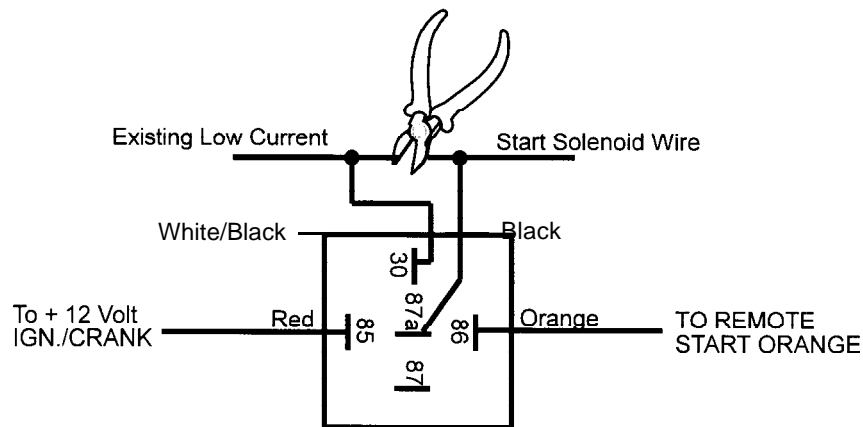 Existing Low Current
Start Solenoid Wire
White/Black
Black
30
87a
To + 12 Volt
IGN./CRANK
Red
85
86
Orange
TO REMOTE
START ORANGE
87